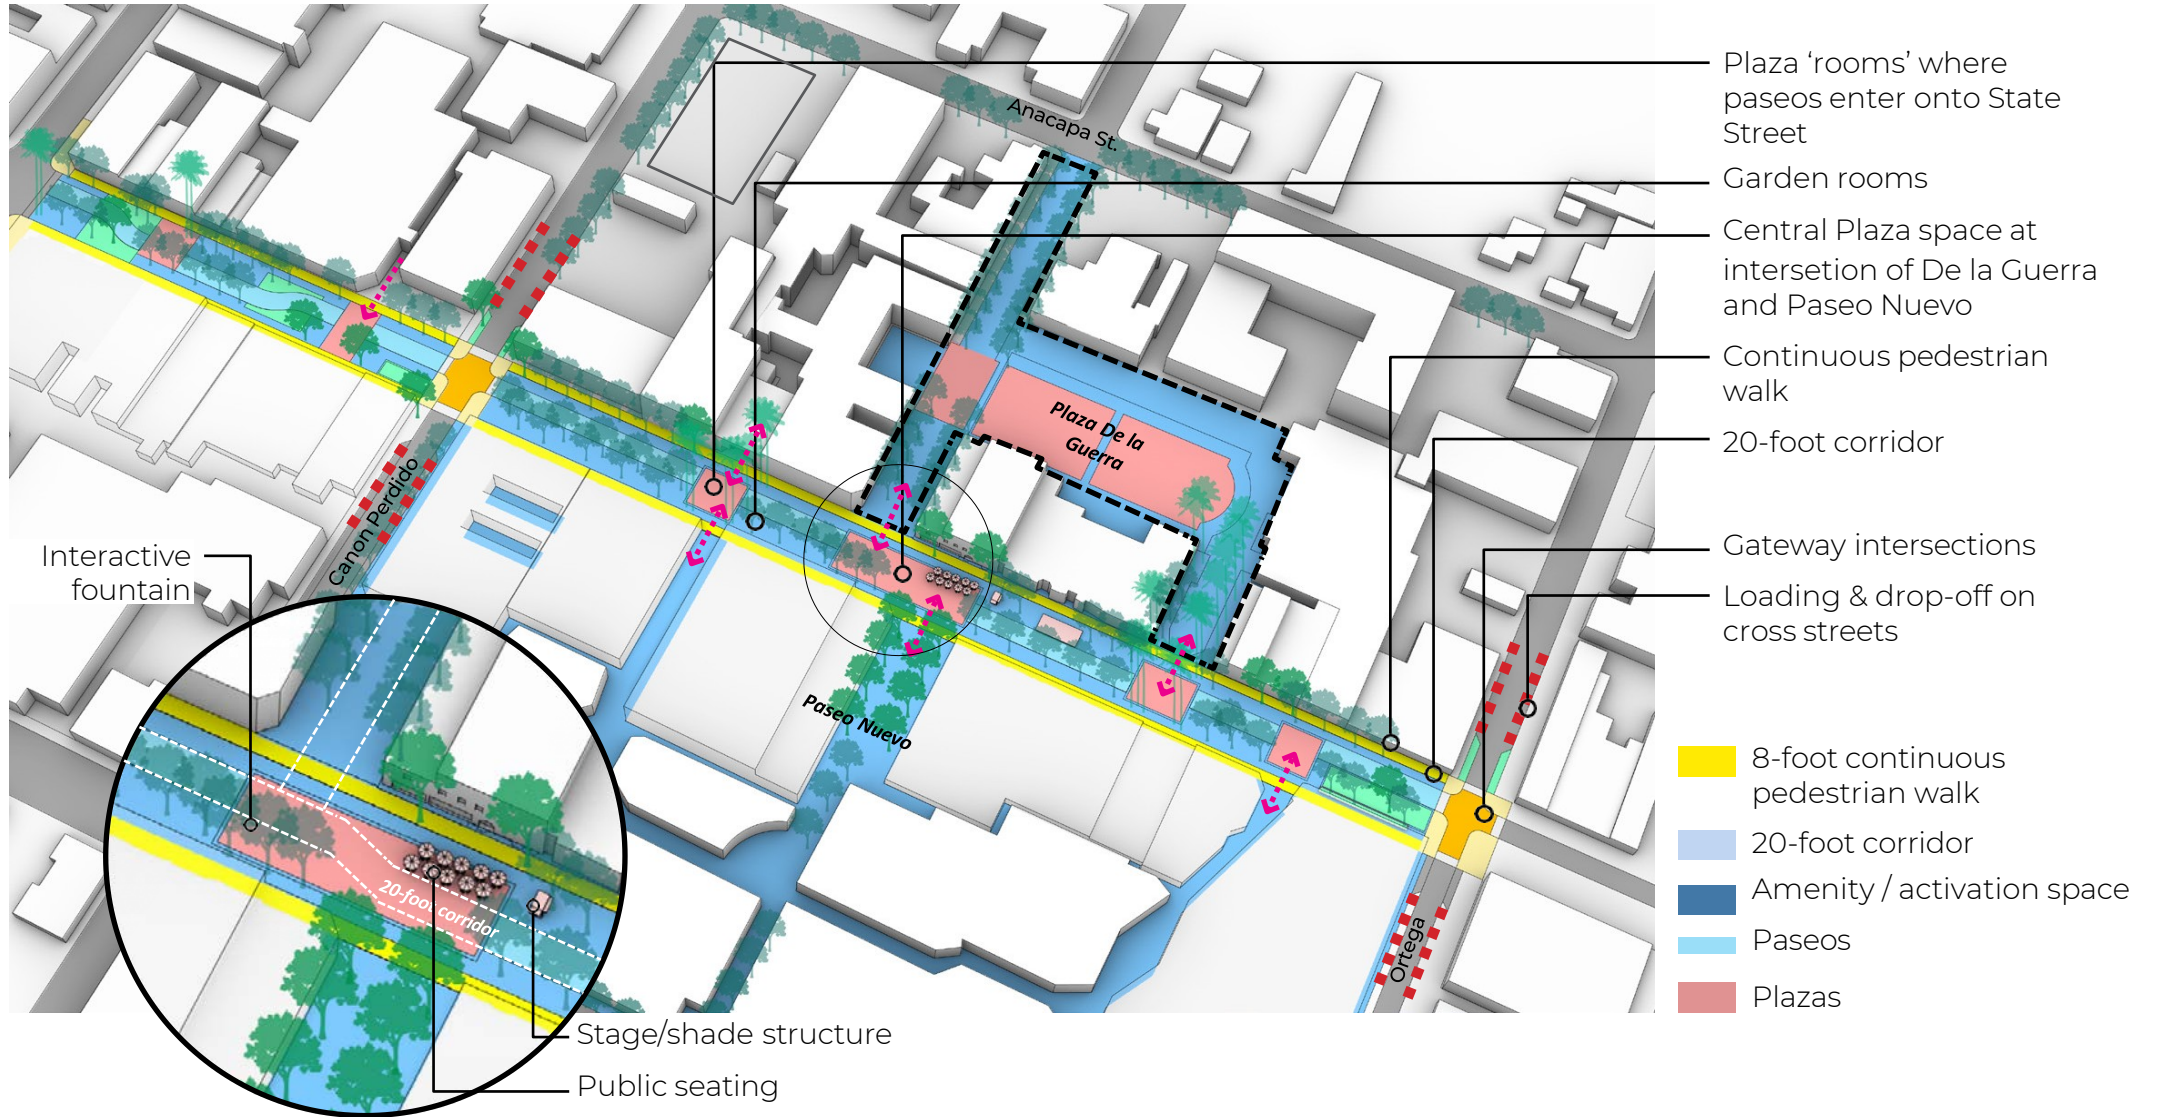 Plaza ‘rooms’ where
paseos enter onto State
Street
Garden rooms
Central Plaza space at
intersetion of De la Guerra
and Paseo Nuevo
Continuous pedestrian
walk
20-foot corridor
Gateway intersections
Loading & drop-off on
cross streets
8-foot continuous
pedestrian walk
20-foot corridor
Amenity / activation space
Paseos
Plazas
Anacapa St.
Plaza De la
Guerra
Canon Perdido
Paseo Nuevo
Ortega
Interactive
fountain
20-foot corridor
Stage/shade structure
Public seating